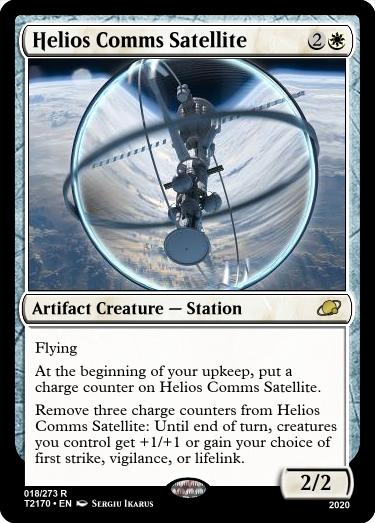 Helios Comms Satellite 2
Artifact Creature — Station
Flying
At the beginning of your upkeep, put a
charge counter on Helios Comms Satellite.
Remove three charge counters from Helios
Comms Satellite: Until end of turn, creatures
you control get +1/+1 or gain your choice of
first strike, vigilance, or lifelink.
2/2
018/273 R
T2170 • EN Sergiu Ikarus
2020